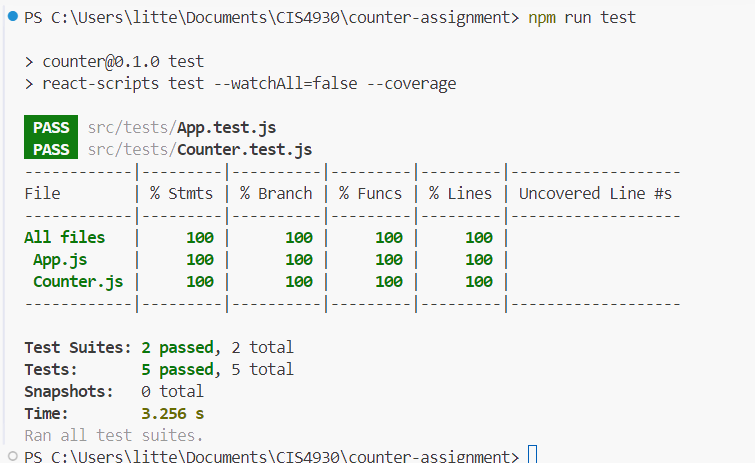 PS C:\Users\litte\Documents\CIS4930\counter-assignment> npm run test
> counter@0.1.0 test
> react-scripts test --watchAll=false --coverage
PASS src/tests/App.test.js
PASS src/tests/Counter.test.js
------------|---------|----------|---------|---------|-------------------
File        | % Stmts | % Branch | % Funcs | % Lines | Uncovered Line #s
------------|---------|----------|---------|---------|-------------------
All files   |     100 |      100 |     100 |     100 |
 App.js     |     100 |      100 |     100 |     100 |
 Counter.js |     100 |      100 |     100 |     100 |
------------|---------|----------|---------|---------|-------------------
Test Suites: 2 passed, 2 total
Tests:       5 passed, 5 total
Snapshots:   0 total
Time:        3.256 s
Ran all test suites.
PS C:\Users\litte\Documents\CIS4930\counter-assignment>